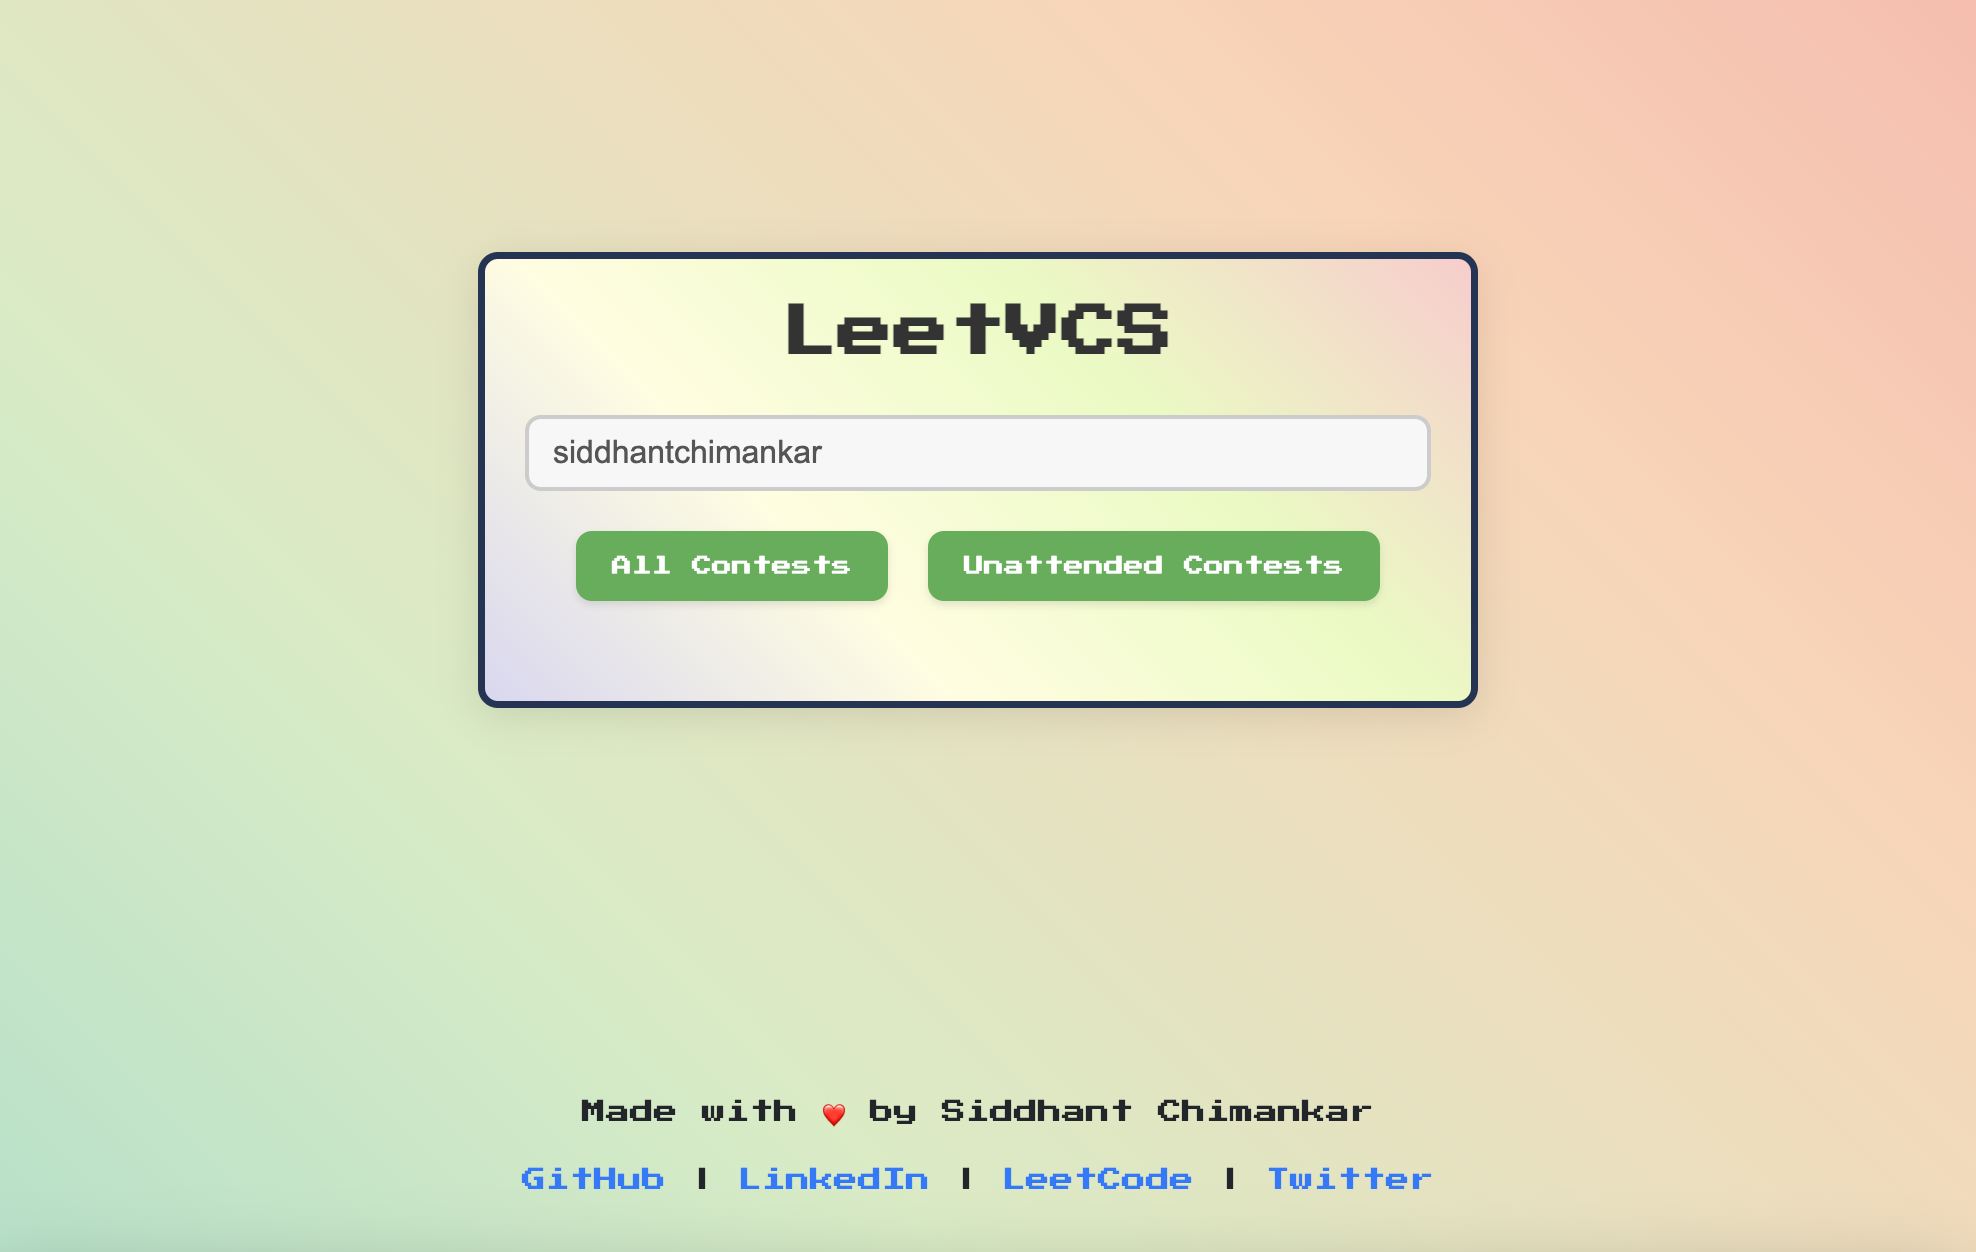 LeetVCS
siddhantchimankar
All Contests Unattended Contests
Made with ❤️ by Siddhant Chimankar
GitHub | LinkedIn | LeetCode | Twitter